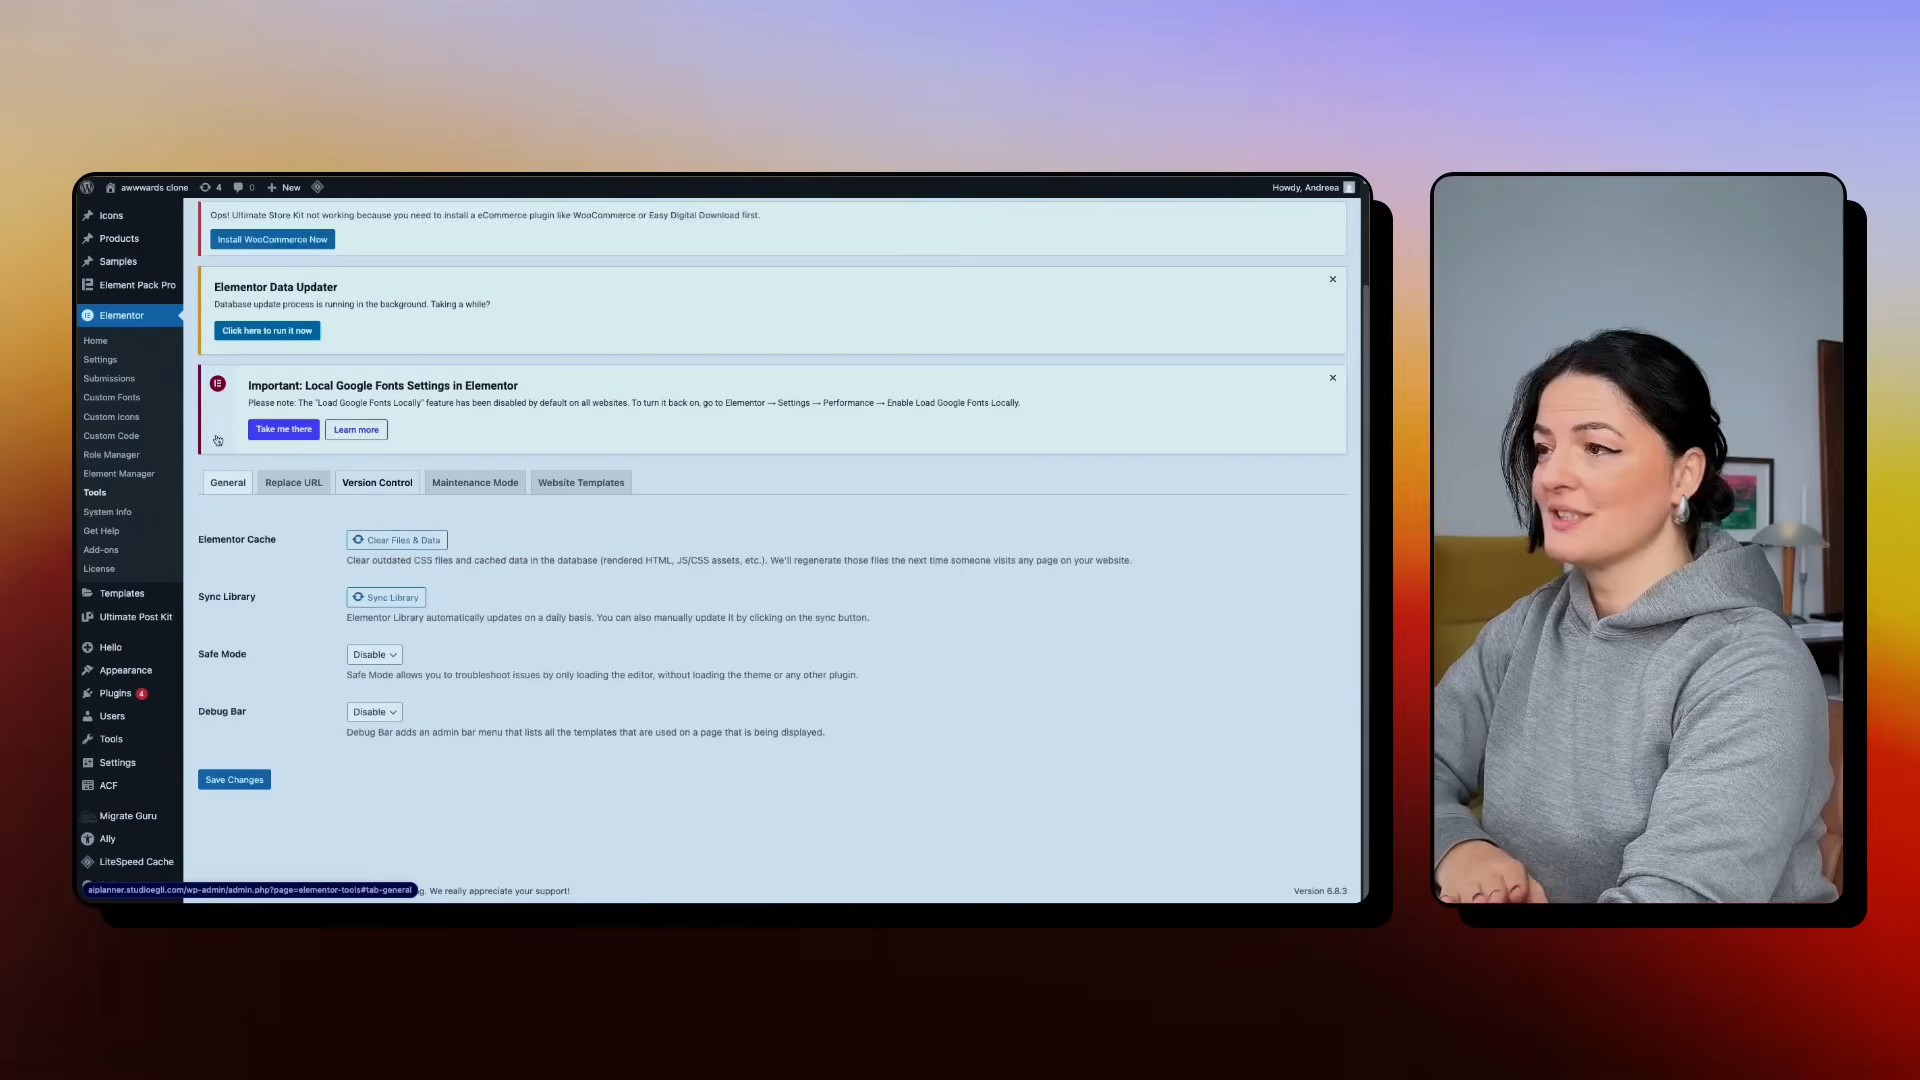 awwwards clone
4
0
New
Howdy, Andreea
Icons
Products
Samples
Element Pack Pro
Elementor
Home
Settings
Submissions
Custom Fonts
Custom Icons
Custom Code
Role Manager
Element Manager
Tools
System Info
Get Help
Add-ons
License
Templates
Ultimate Post Kit
Hello
Appearance
Plugins 4
Users
Tools
Settings
ACF
Migrate Guru
Ally
LiteSpeed Cache
Ops! Ultimate Store Kit not working because you need to install a eCommerce plugin like WooCommerce or Easy Digital Download first.
Install WooCommerce Now
Elementor Data Updater
Database update process is running in the background. Taking a while?
Click here to run it now
Important: Local Google Fonts Settings in Elementor
Please note: The "Load Google Fonts Locally" feature has been disabled by default on all websites. To turn it back on, go to Elementor → Settings → Performance → Enable Load Google Fonts Locally.
Take me there
Learn more
General
Replace URL
Version Control
Maintenance Mode
Website Templates
Elementor Cache
Clear Files & Data
Clear outdated CSS files and cached data in the database (rendered HTML, JS/CSS assets, etc.). We'll regenerate those files the next time someone visits any page on your website.
Sync Library
Sync Library
Elementor Library automatically updates on a daily basis. You can also manually update it by clicking on the sync button.
Safe Mode
Disable
Safe Mode allows you to troubleshoot issues by only loading the editor, without loading the theme or any other plugin.
Debug Bar
Disable
Debug Bar adds an admin bar menu that lists all the templates that are used on a page that is being displayed.
Save Changes
aiplanner.studioegli.com/wp-admin/admin.php?page=elementor-tools#tab-general
g. We really appreciate your support!
Version 6.8.3